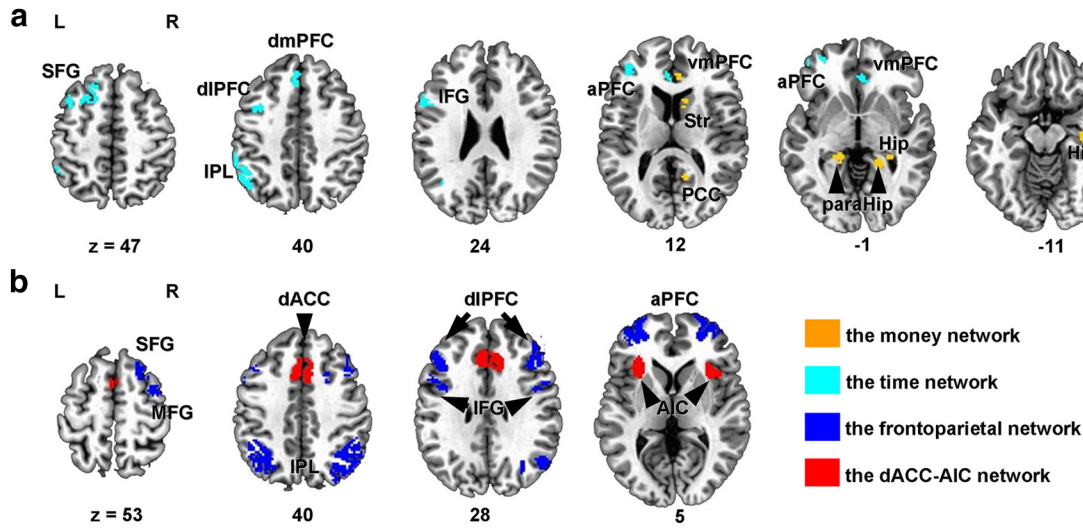 a
L R
SFG
z = 47
dmPFC
dlPFC
IPL
40
IFG
24
aPFC
vmPFC
Str
PCC
12
aPFC
vmPFC
Hip
paraHip
-1
Hi
-11
b
L R
SFG
MFG
z = 53
dACC
IPL
40
dlPFC
IFG
28
aPFC
AIC
5
the money network
the time network
the frontoparietal network
the dACC-AIC network